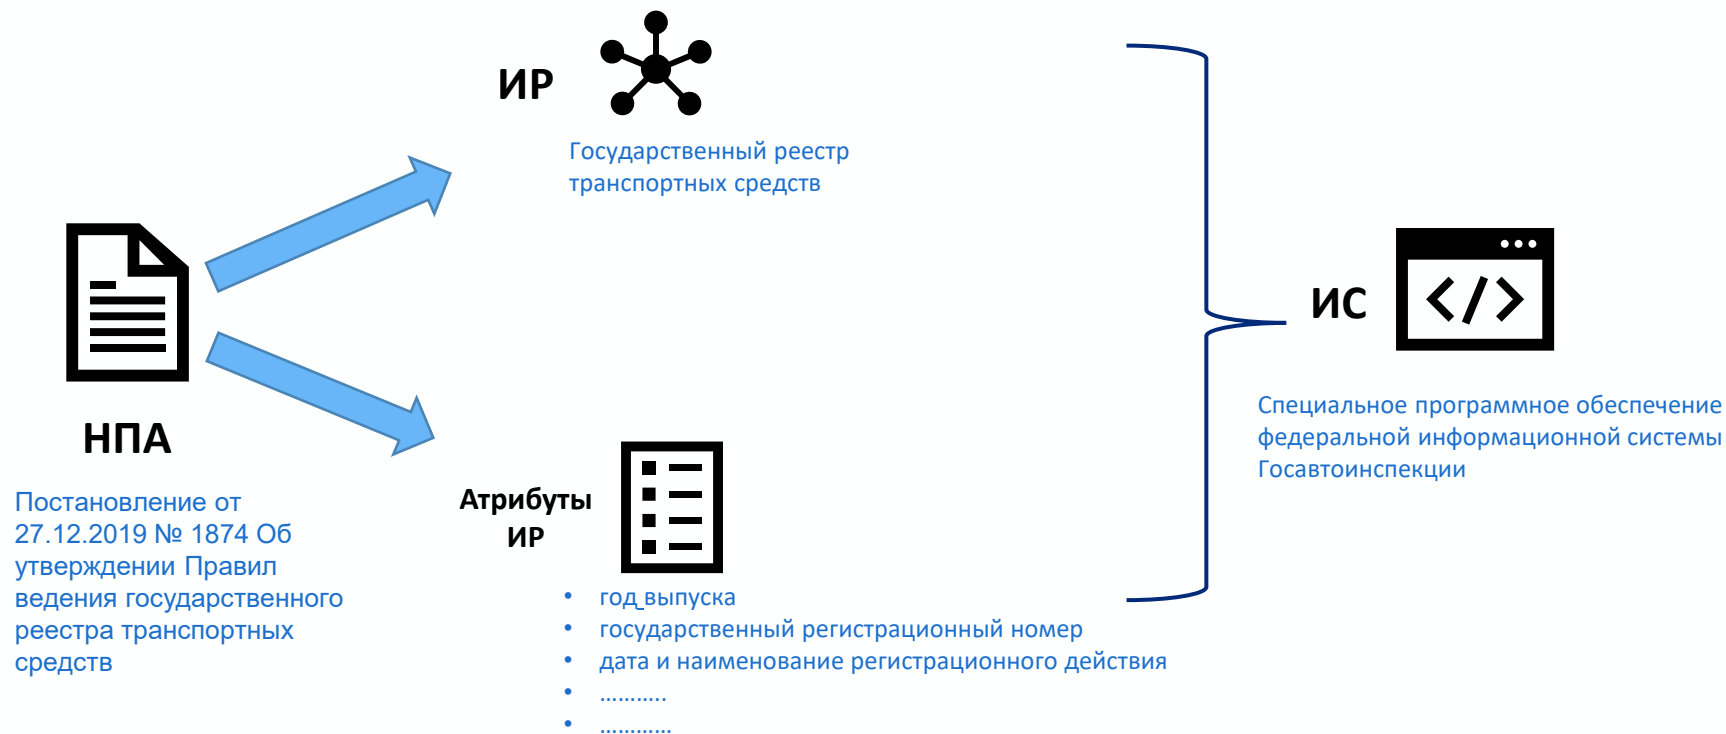 ИР
Государственный реестр
транспортных средств
НПА
Постановление от
27.12.2019 № 1874 Об
утверждении Правил
ведения государственного
реестра транспортных
средств
Атрибуты
ИР
• год выпуска
• государственный регистрационный номер
• дата и наименование регистрационного действия
• ………..
• …………
ИС
</>
Специальное программное обеспечение
федеральной информационной системы
Госавтоинспекции